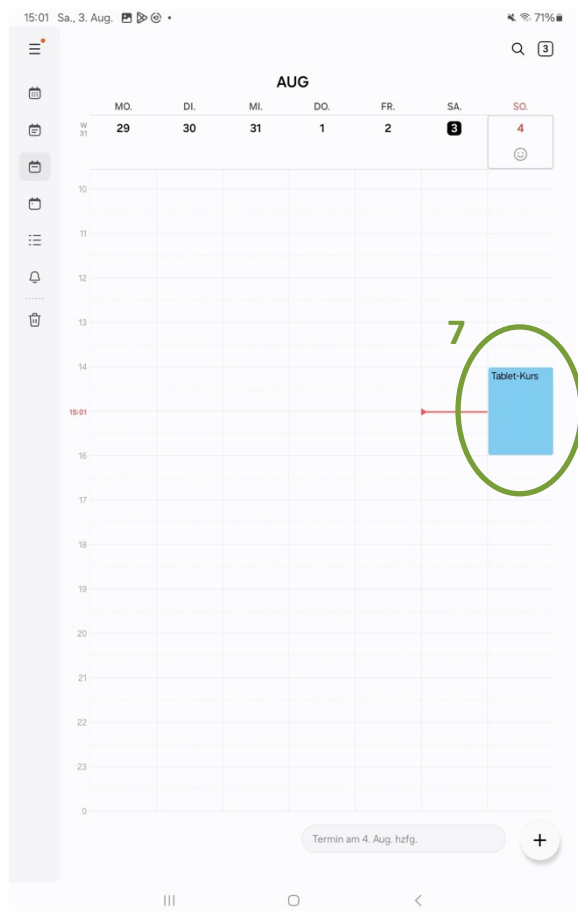 15:01 Sa., 3. Aug. 71%
3
AUG
MO. DI. MI. DO. FR. SA. SO.
W 31 29 30 31 1 2 3 4
10
11
12
13
7
14
Tablet-Kurs
15:01
16
17
18
19
20
21
22
23
0
Termin am 4. Aug. hzfg.